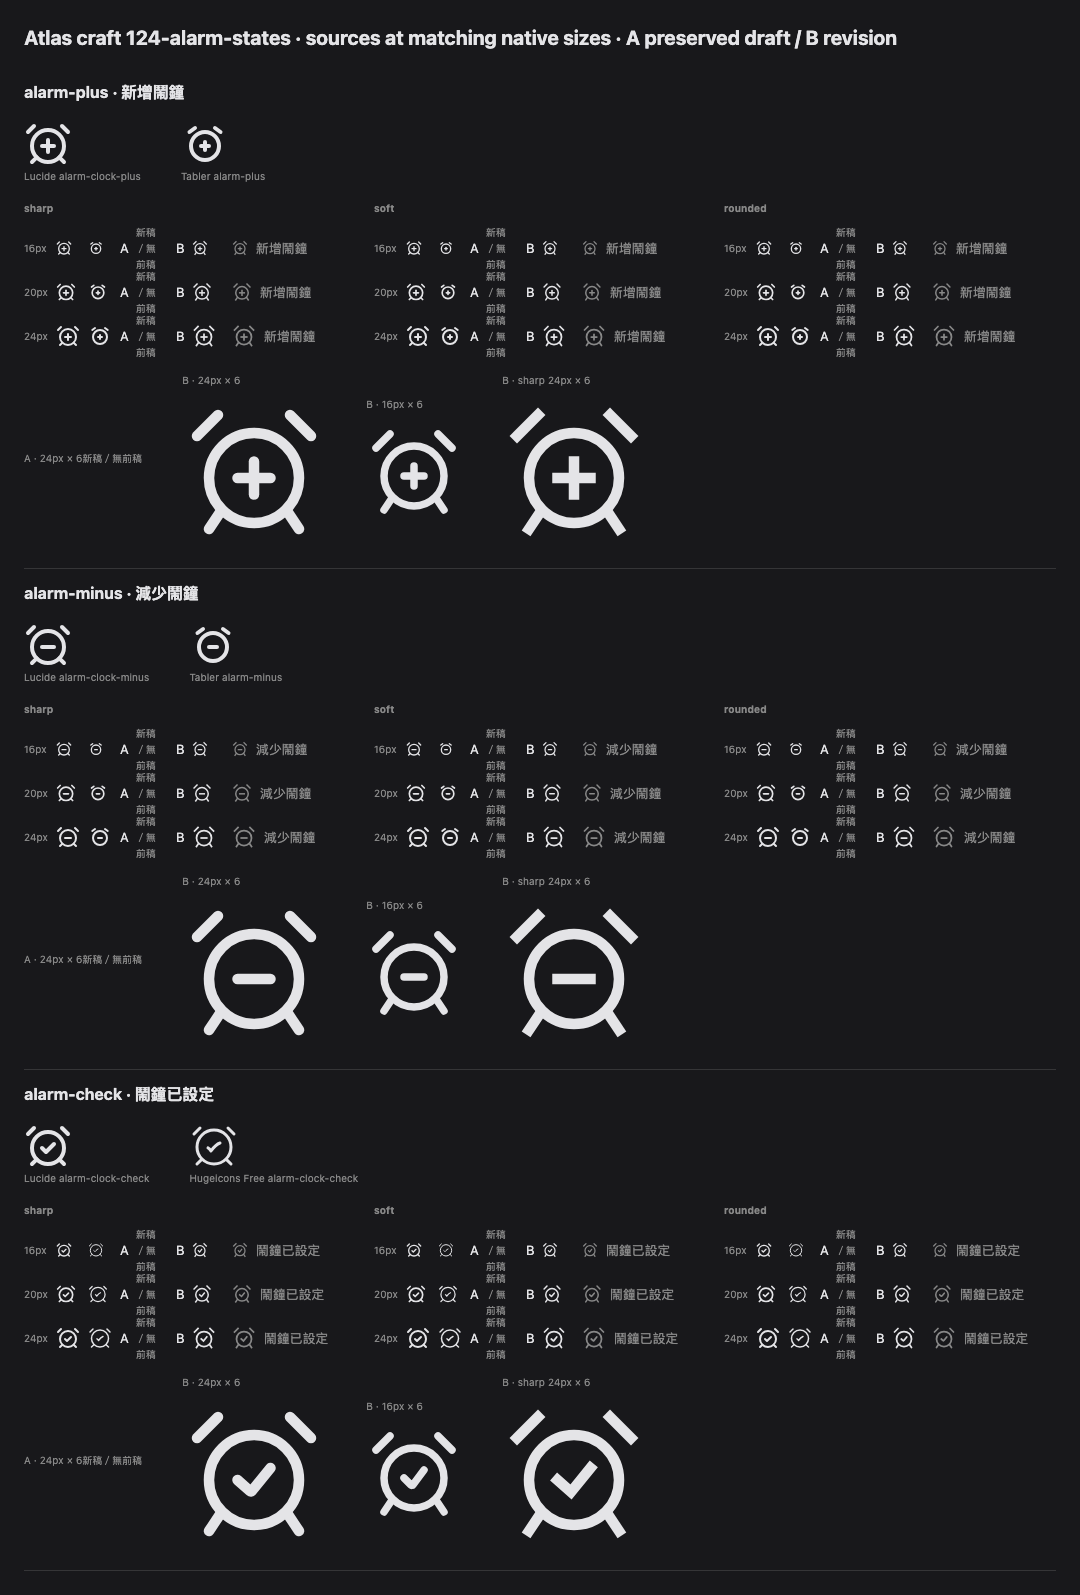 Atlas craft 124-alarm-states · sources at matching native sizes · A preserved draft / B revision
alarm-plus · 新增鬧鐘
Lucide alarm-clock-plus
Tabler alarm-plus
sharp
soft
rounded
16px A 新稿 / 無前稿 B 新增鬧鐘
16px A 新稿 / 無前稿 B 新增鬧鐘
16px A 新稿 / 無前稿 B 新增鬧鐘
20px A 新稿 / 無前稿 B 新增鬧鐘
20px A 新稿 / 無前稿 B 新增鬧鐘
20px A 新稿 / 無前稿 B 新增鬧鐘
24px A 新稿 / 無前稿 B 新增鬧鐘
24px A 新稿 / 無前稿 B 新增鬧鐘
24px A 新稿 / 無前稿 B 新增鬧鐘
A · 24px × 6新稿 / 無前稿
B · 24px × 6
B · 16px × 6
B · sharp 24px × 6
alarm-minus · 減少鬧鐘
Lucide alarm-clock-minus
Tabler alarm-minus
sharp
soft
rounded
16px A 新稿 / 無前稿 B 減少鬧鐘
16px A 新稿 / 無前稿 B 減少鬧鐘
16px A 新稿 / 無前稿 B 減少鬧鐘
20px A 新稿 / 無前稿 B 減少鬧鐘
20px A 新稿 / 無前稿 B 減少鬧鐘
20px A 新稿 / 無前稿 B 減少鬧鐘
24px A 新稿 / 無前稿 B 減少鬧鐘
24px A 新稿 / 無前稿 B 減少鬧鐘
24px A 新稿 / 無前稿 B 減少鬧鐘
A · 24px × 6新稿 / 無前稿
B · 24px × 6
B · 16px × 6
B · sharp 24px × 6
alarm-check · 鬧鐘已設定
Lucide alarm-clock-check
Hugeicons Free alarm-clock-check
sharp
soft
rounded
16px A 新稿 / 無前稿 B 鬧鐘已設定
16px A 新稿 / 無前稿 B 鬧鐘已設定
16px A 新稿 / 無前稿 B 鬧鐘已設定
20px A 新稿 / 無前稿 B 鬧鐘已設定
20px A 新稿 / 無前稿 B 鬧鐘已設定
20px A 新稿 / 無前稿 B 鬧鐘已設定
24px A 新稿 / 無前稿 B 鬧鐘已設定
24px A 新稿 / 無前稿 B 鬧鐘已設定
24px A 新稿 / 無前稿 B 鬧鐘已設定
A · 24px × 6新稿 / 無前稿
B · 24px × 6
B · 16px × 6
B · sharp 24px × 6